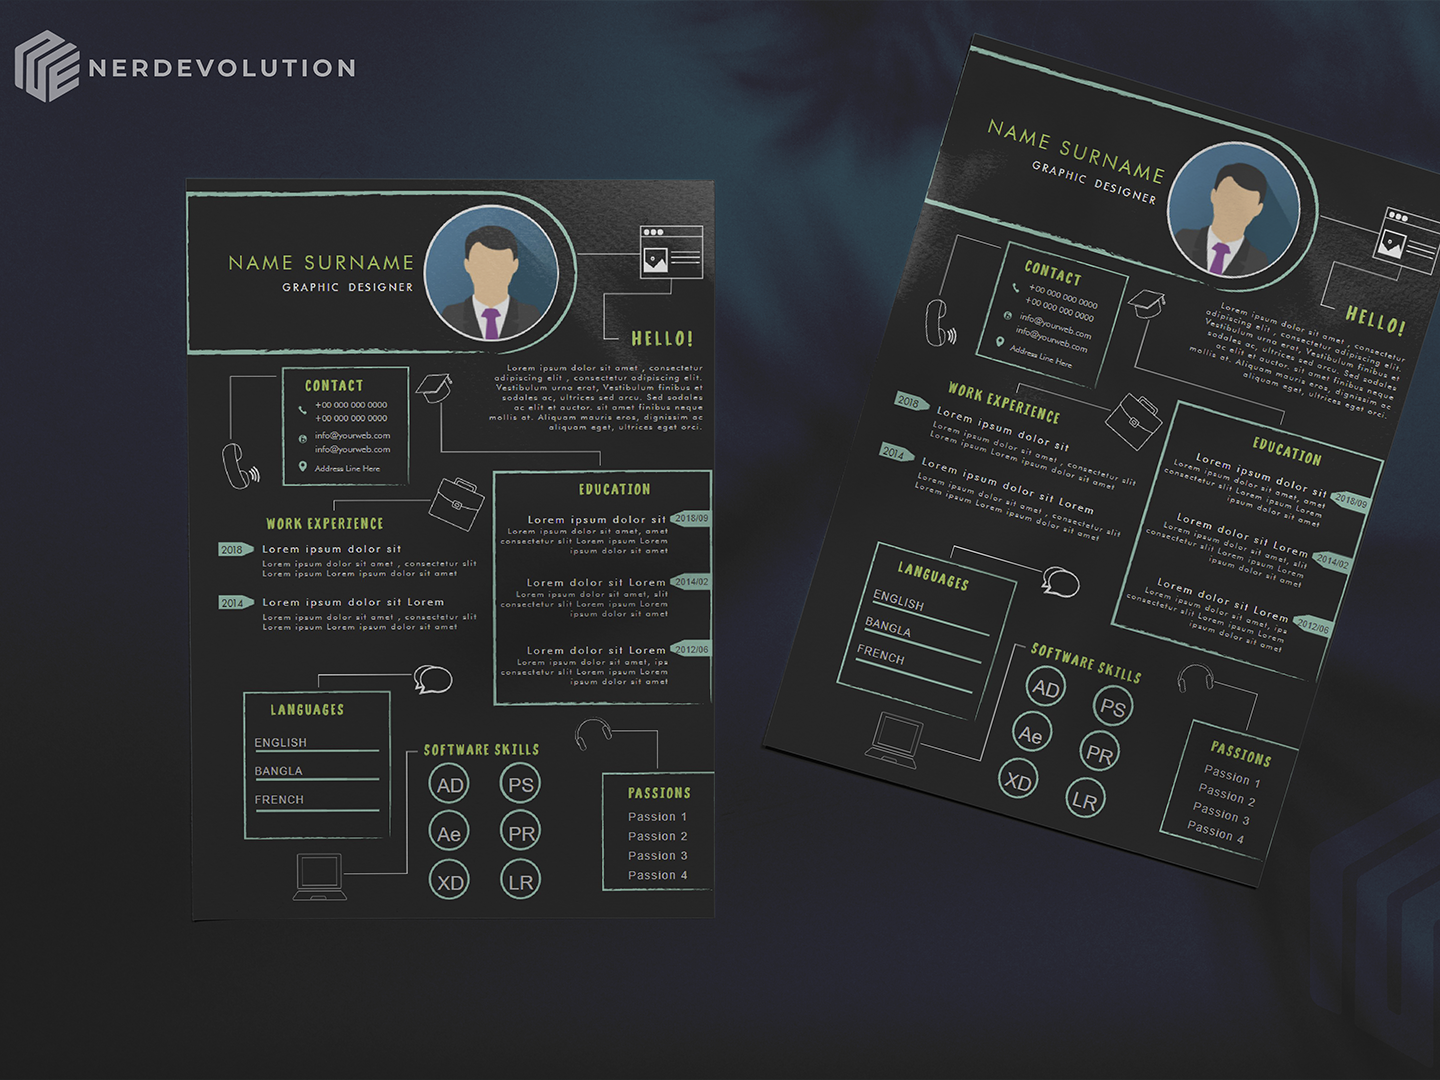 NERDEVOLUTION
NAME SURNAME
GRAPHIC DESIGNER
HELLO!
Lorem ipsum dolor sit amet , consectetur
adipiscing elit , consectetur adipiscing elit.
Vestibulum urna erat, Vestibulum finibus et
sodales ac, ultrices sed arcu. Sed sodales
ac elit et auctor. sit amet finibus neque
mollis ot. Aliquam mauris eros, dignissim ac
aliquam eget, ultrices eget orci.
CONTACT
+00 000 000 0000
+00 000 000 0000
info@yourweb.com
info@yourweb.com
Address Line Here
WORK EXPERIENCE
2018
Lorem ipsum dolor sit
Lorem ipsum dolor sit amet , consectetur slit
Lorem ipsum Lorem ipsum dolor sit amet
2014
Lorem ipsum dolor sit Lorem
Lorem ipsum dolor sit amet , consectetur slit
Lorem ipsum Lorem ipsum dolor sit amet
EDUCATION
Lorem ipsum dolor sit
2018/09
Lorem ipsum dolor sit amet, amet
consectetur slit Lorem ipsum Lorem
ipsum dolor sit amet
Lorem dolor sit Lorem
2014/02
Lorem ipsum dolor sit amet, slit
consectetur slit Lorem ipsum Lorem
ipsum dolor sit amet
Lorem dolor sit Lorem
2012/06
Lorem ipsum dolor sit amet, ips
consectetur slit Lorem ipsum Lorem
ipsum dolor sit amet
LANGUAGES
ENGLISH
BANGLA
FRENCH
SOFTWARE SKILLS
AD PS
Ae PR
XD LR
PASSIONS
Passion 1
Passion 2
Passion 3
Passion 4
NAME SURNAME
GRAPHIC DESIGNER
HELLO!
Lorem ipsum dolor sit amet , consectetur
adipiscing elit , consectetur adipiscing elit.
Vestibulum urna erat, Vestibulum finibus et
sodales ac, ultrices sed arcu. Sed sodales
ac elit et auctor. sit amet finibus neque
mollis ot. Aliquam mauris eros, dignissim ac
aliquam eget, ultrices eget orci.
CONTACT
+00 000 000 0000
+00 000 000 0000
info@yourweb.com
info@yourweb.com
Address Line Here
WORK EXPERIENCE
2018
Lorem ipsum dolor sit
Lorem ipsum dolor sit amet , consectetur slit
Lorem ipsum Lorem ipsum dolor sit amet
2014
Lorem ipsum dolor sit Lorem
Lorem ipsum dolor sit amet , consectetur slit
Lorem ipsum Lorem ipsum dolor sit amet
EDUCATION
Lorem ipsum dolor sit
2018/09
Lorem ipsum dolor sit amet, amet
consectetur slit Lorem ipsum Lorem
ipsum dolor sit amet
Lorem ipsum dolor sit Lorem
2014/02
Lorem ipsum dolor sit amet, slit
consectetur slit Lorem ipsum Lorem
ipsum dolor sit amet
Lorem ipsum dolor sit Lorem
2012/06
Lorem ipsum dolor sit amet, ips
consectetur slit Lorem ipsum Lorem
ipsum dolor sit amet
LANGUAGES
ENGLISH
BANGLA
FRENCH
SOFTWARE SKILLS
AD PS
Ae PR
XD LR
PASSIONS
Passion 1
Passion 2
Passion 3
Passion 4